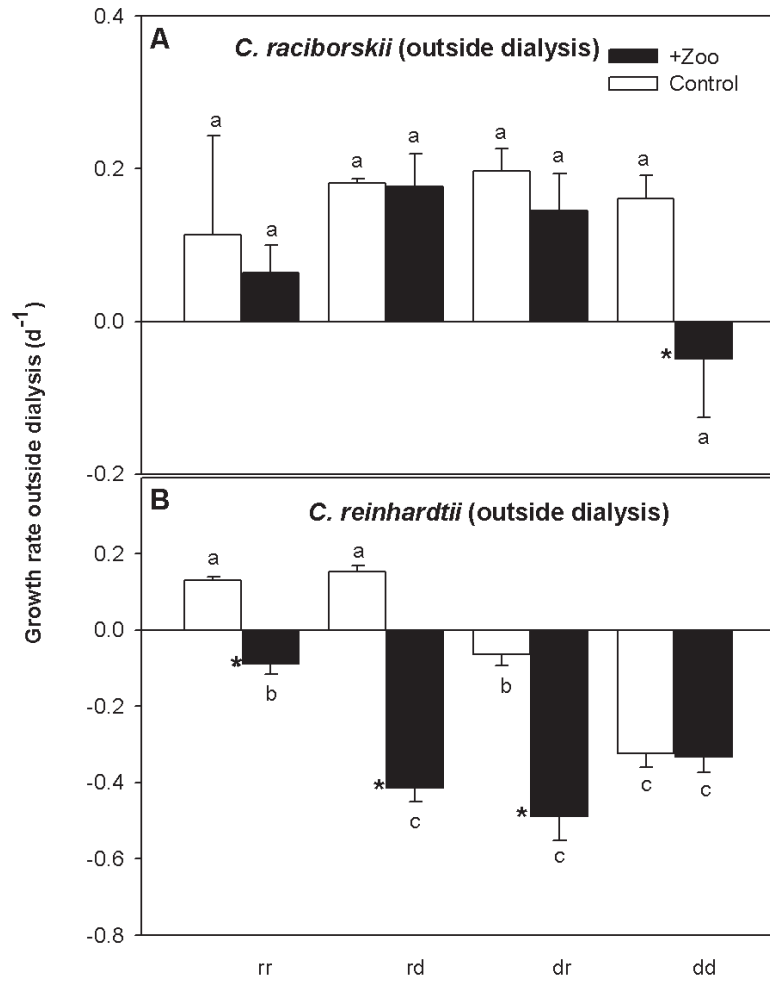 0.4
A
C. raciborskii (outside dialysis)
+Zoo
Control
a
a
a
a
a
a
a
0.2
0.0
*
a
-0.2
Growth rate outside dialysis (d⁻¹)
B
C. reinhardtii (outside dialysis)
0.2
a
a
0.0
*
b
b
-0.2
-0.4
*
c
*
c
c
c
-0.6
-0.8
rr rd dr dd